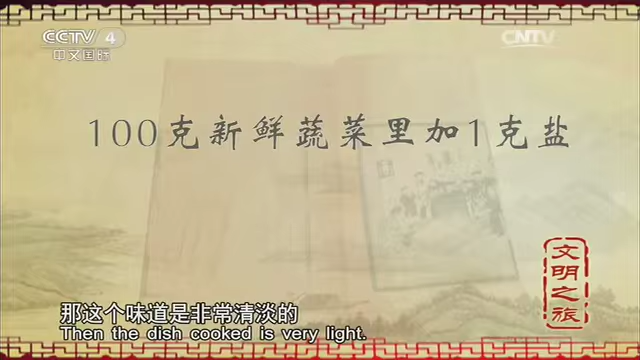 CCTV 4
中文国际
CNTV
100克新鲜蔬菜里加1克盐
文明之旅
那这个味道是非常清淡的
Then the dish cooked is very light.